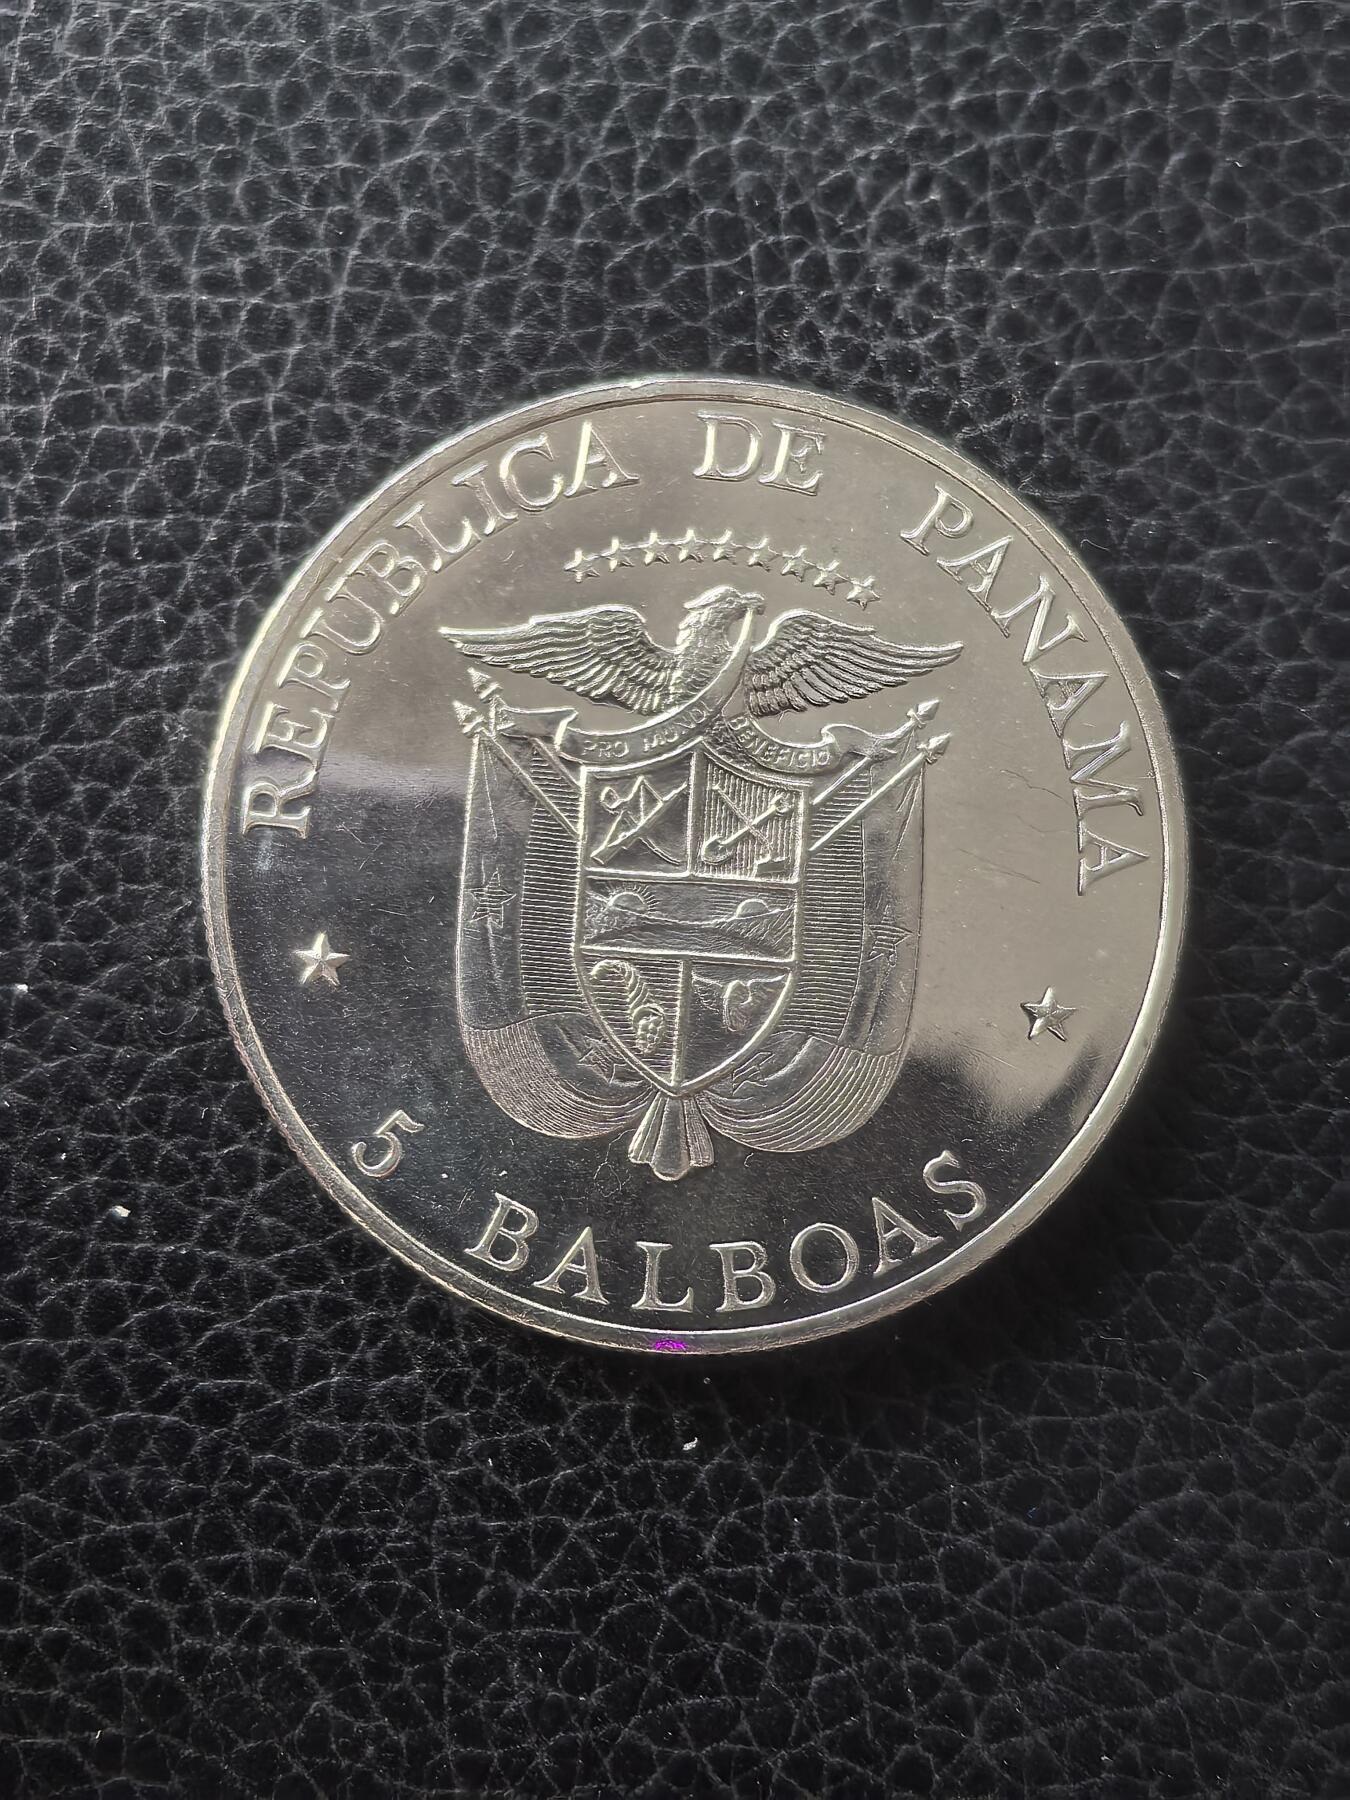 REPUBLICA DE PANAMA
PRO MUNDI BENEFICIO
5 BALBOAS